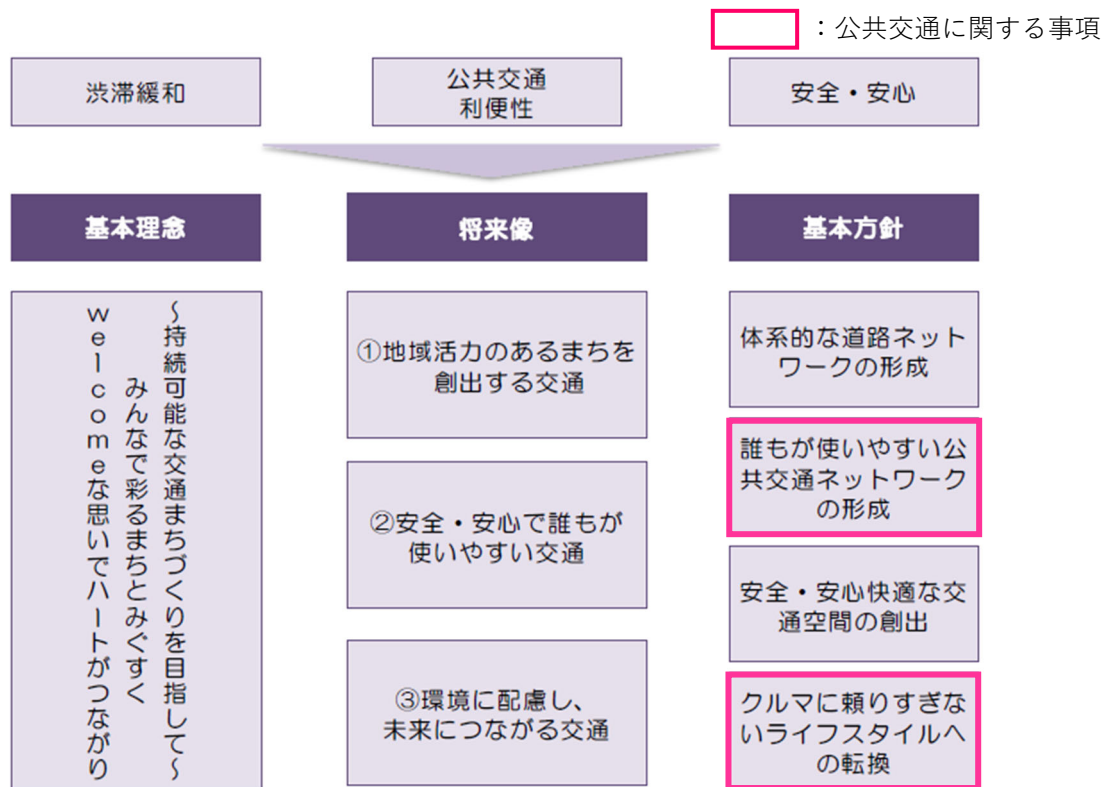 ：公共交通に関する事項
渋滞緩和
公共交通
利便性
安全・安心
基本理念
将来像
基本方針
～持続可能な交通まちづくりを目指して～
みんなで彩るまちとみぐすく
ｗｅｌｃｏｍｅな思いでハートがつながり
①地域活力のあるまちを
創出する交通
②安全・安心で誰もが
使いやすい交通
③環境に配慮し、
未来につながる交通
体系的な道路ネット
ワークの形成
誰もが使いやすい公
共交通ネットワーク
の形成
安全・安心快適な交
通空間の創出
クルマに頼りすぎな
いライフスタイルへ
の転換